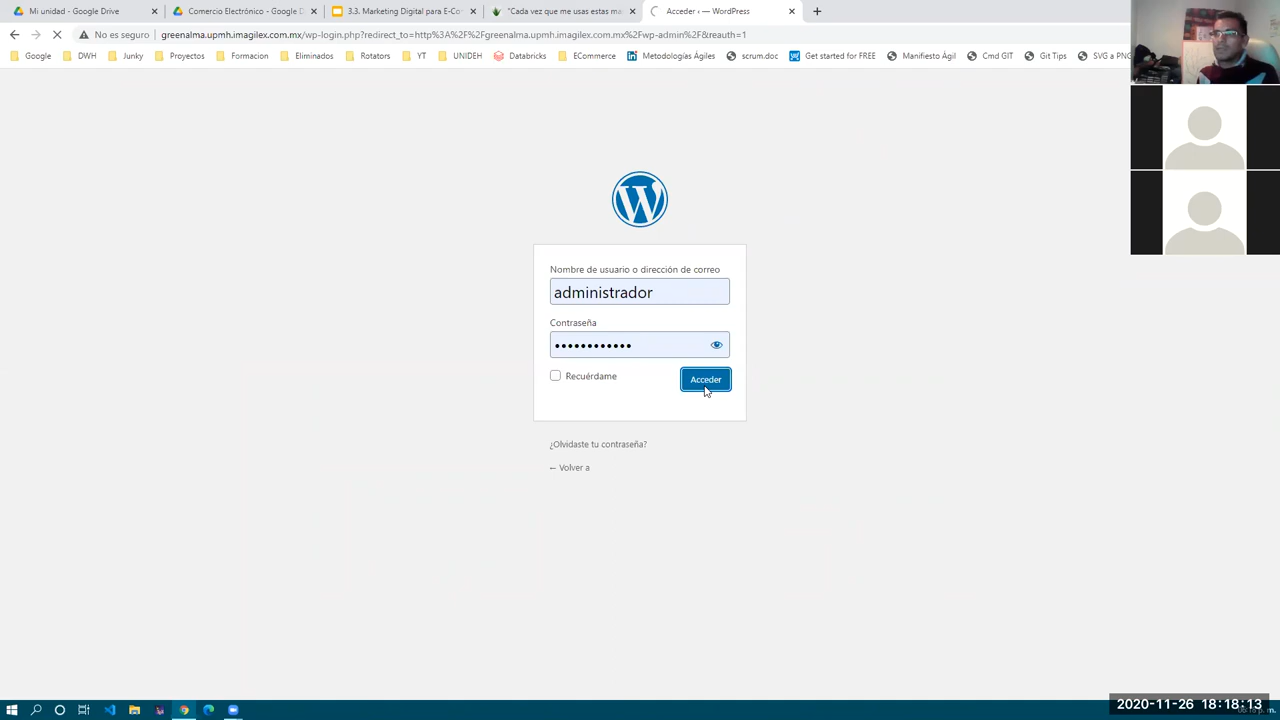 Mi unidad - Google Drive
Comercio Electrónico - Google D
3.3. Marketing Digital para E-Co
"Cada vez que me usas estas ma
Acceder ‹ — WordPress
No es seguro
greenalma.upmh.imagilex.com.mx/wp-login.php?redirect_to=http%3A%2F%2Fgreenalma.upmh.imagilex.com.mx%2Fwp-admin%2F&reauth=1
Google
DWH
Junky
Proyectos
Formacion
Eliminados
Rotators
YT
UNIDEH
Databricks
ECommerce
Metodologías Ágiles
scrum.doc
Get started for FREE
Manifiesto Ágil
Cmd GIT
Git Tips
SVG a PNG
Nombre de usuario o dirección de correo
administrador
Contraseña
Recuérdame
Acceder
¿Olvidaste tu contraseña?
← Volver a
2020-11-26 18:18:13